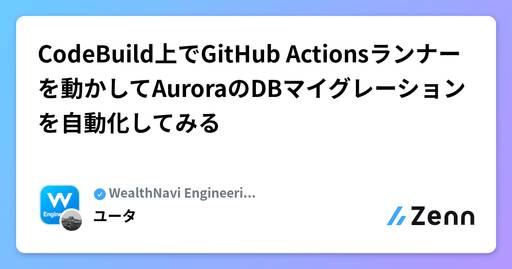 CodeBuild上でGitHub Actionsランナー
を動かしてAuroraのDBマイグレーション
を自動化してみる
W
Engine
WealthNavi Engineeri...
ユータ
Zenn